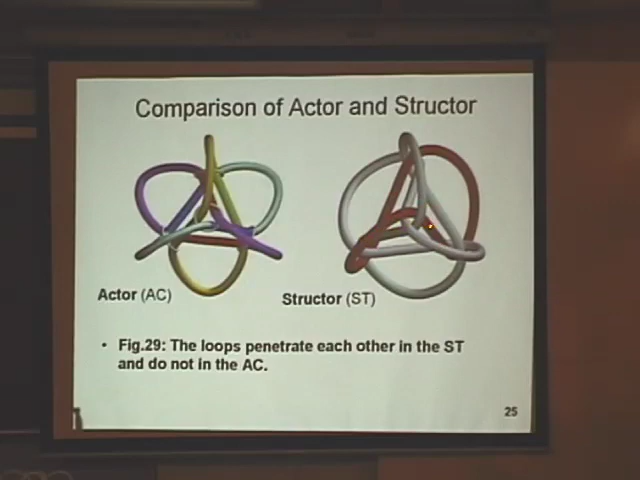 Comparison of Actor and Structor
Actor (AC)
Structor (ST)
• Fig.29: The loops penetrate each other in the ST
and do not in the AC.
25